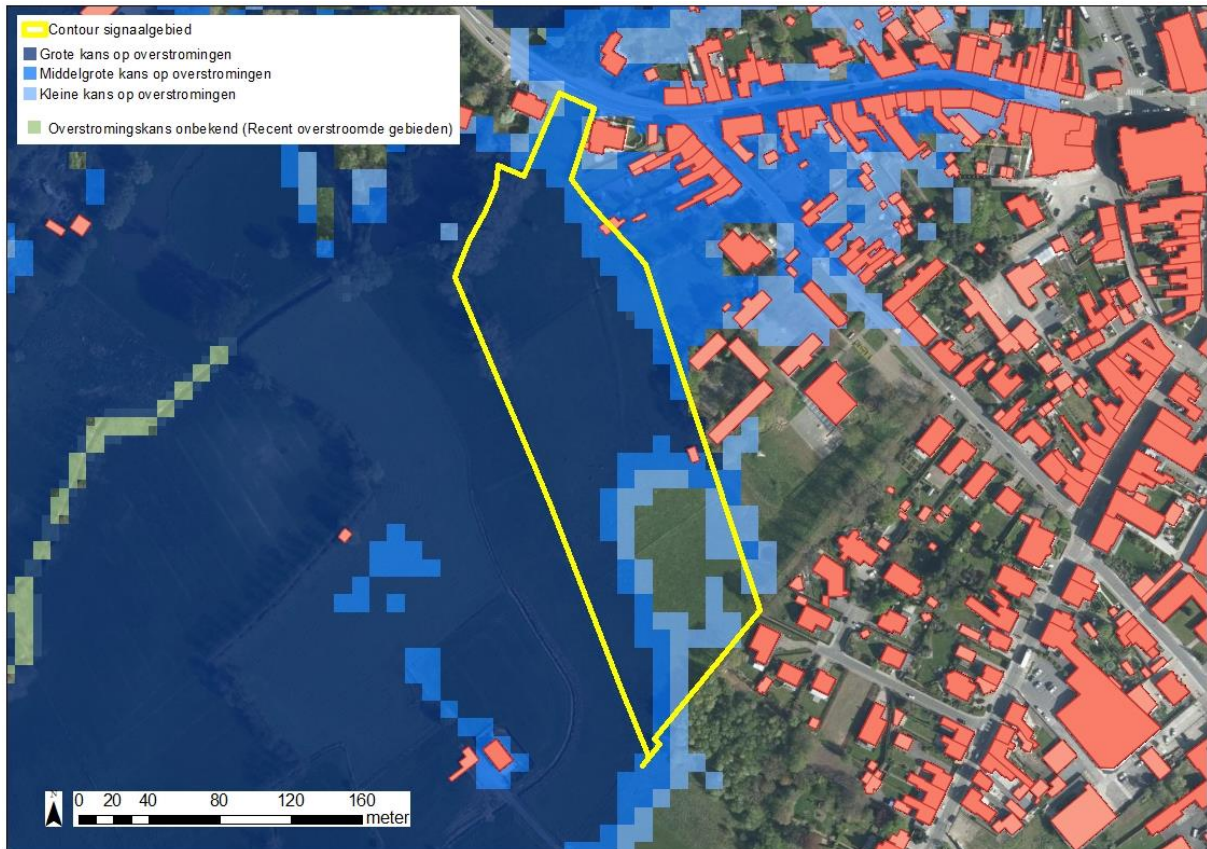 Contour signaalgebied
Grote kans op overstromingen
Middelgrote kans op overstromingen
Kleine kans op overstromingen
Overstromingskans onbekend (Recent overstroomde gebieden)
N
0 20 40 80 120 160
meter